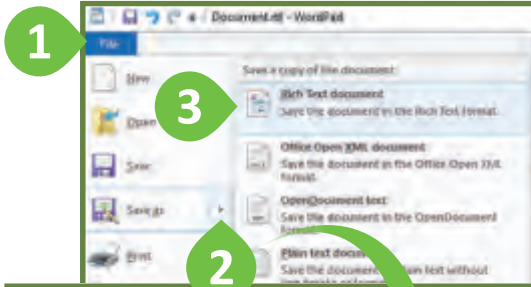 Document.rtf - WordPad
1
File
Save a copy of the document
New
3
Rich Text document
Save the document in the Rich Text format.
Open
Office Open XML document
Save the document in the Office Open XML
format.
Save
OpenDocument text
Save the document in the OpenDocument
format.
Save as
2
Print
Plain text document
Save the document plain text without